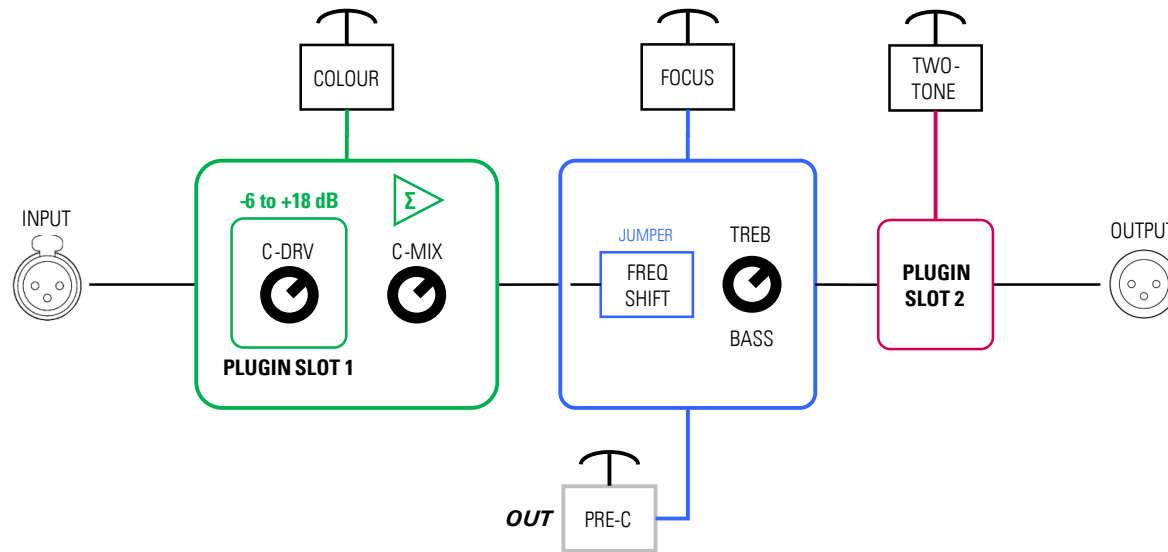 COLOUR
FOCUS
TWO-
TONE
-6 to +18 dB
Σ
INPUT
C-DRV
C-MIX
PLUGIN SLOT 1
JUMPER
FREQ
SHIFT
TREB
BASS
PLUGIN
SLOT 2
OUTPUT
OUT
PRE-C